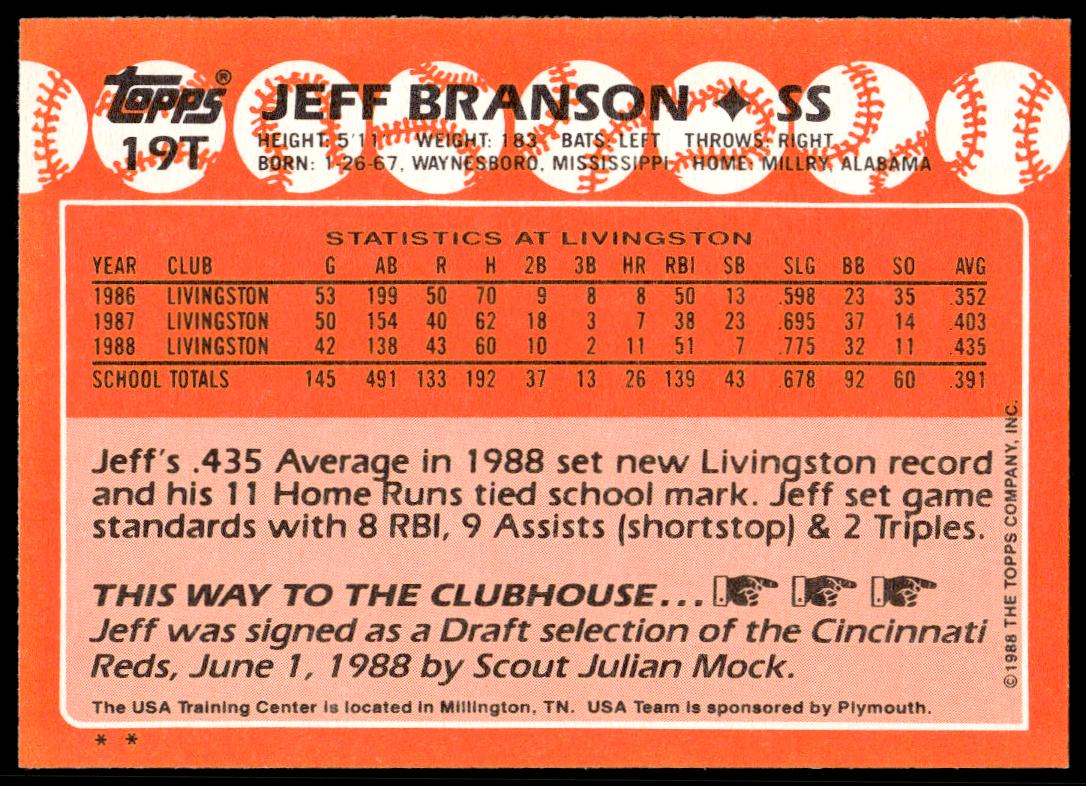 topps® JEFF BRANSON ♦ SS
19T
HEIGHT: 5'11" WEIGHT: 183 BATS: LEFT THROWS: RIGHT
BORN: 1-26-67, WAYNESBORO, MISSISSIPPI HOME: MILLRY, ALABAMA
STATISTICS AT LIVINGSTON
YEAR CLUB G AB R H 2B 3B HR RBI SB SLG BB SO AVG
1986 LIVINGSTON 53 199 50 70 9 8 8 50 13 .598 23 35 .352
1987 LIVINGSTON 50 154 40 62 18 3 7 38 23 .695 37 14 .403
1988 LIVINGSTON 42 138 43 60 10 2 11 51 7 .775 32 11 .435
SCHOOL TOTALS 145 491 133 192 37 13 26 139 43 .678 92 60 .391
Jeff's .435 Average in 1988 set new Livingston record
and his 11 Home Runs tied school mark. Jeff set game
standards with 8 RBI, 9 Assists (shortstop) & 2 Triples.
THIS WAY TO THE CLUBHOUSE...
Jeff was signed as a Draft selection of the Cincinnati
Reds, June 1, 1988 by Scout Julian Mock.
The USA Training Center is located in Millington, TN. USA Team is sponsored by Plymouth.
* *
©1988 THE TOPPS COMPANY, INC.